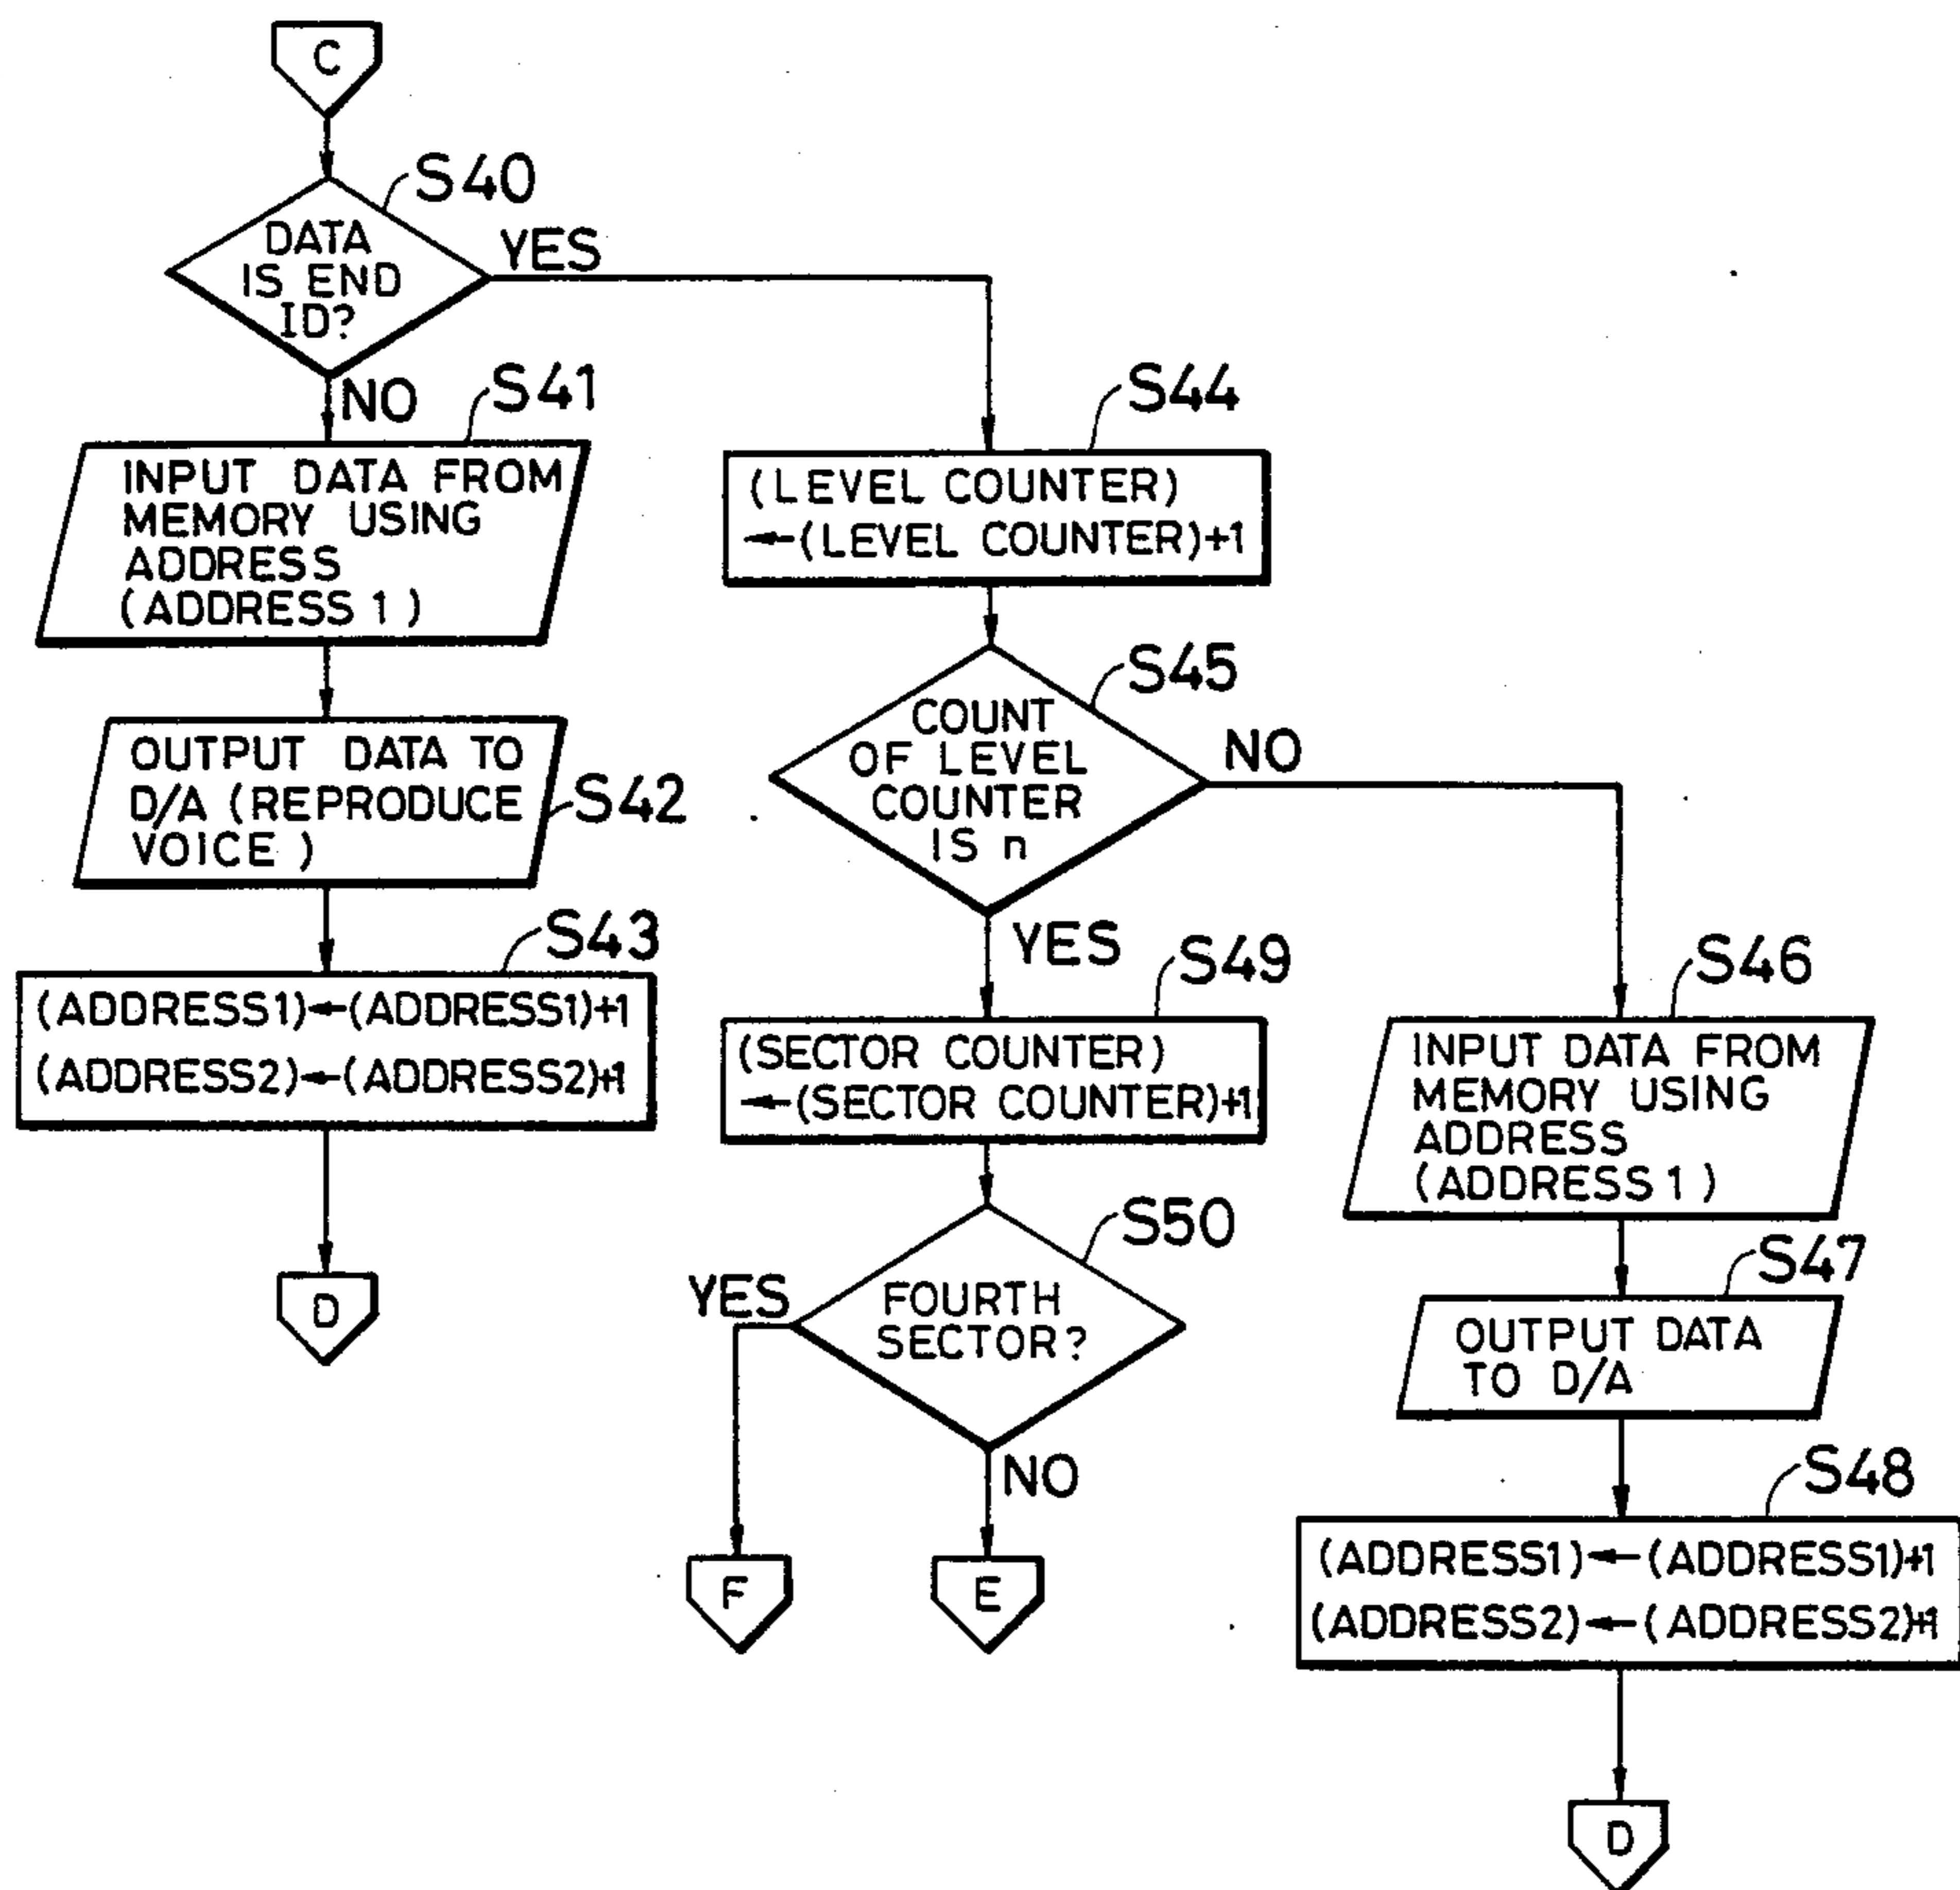 C
S40
DATA
IS END
ID?
YES
NO
S41
INPUT DATA FROM
MEMORY USING
ADDRESS
(ADDRESS 1)
OUTPUT DATA TO
D/A (REPRODUCE
VOICE)
S42
S43
(ADDRESS1)←(ADDRESS1)+1
(ADDRESS2)←(ADDRESS2)+1
D
S44
(LEVEL COUNTER)
←(LEVEL COUNTER)+1
S45
COUNT
OF LEVEL
COUNTER
IS n
NO
YES
S49
(SECTOR COUNTER)
←(SECTOR COUNTER)+1
S50
FOURTH
SECTOR?
YES
NO
F
E
S46
INPUT DATA FROM
MEMORY USING
ADDRESS
(ADDRESS 1)
S47
OUTPUT DATA
TO D/A
S48
(ADDRESS1)←(ADDRESS1)+1
(ADDRESS2)←(ADDRESS2)+1
D